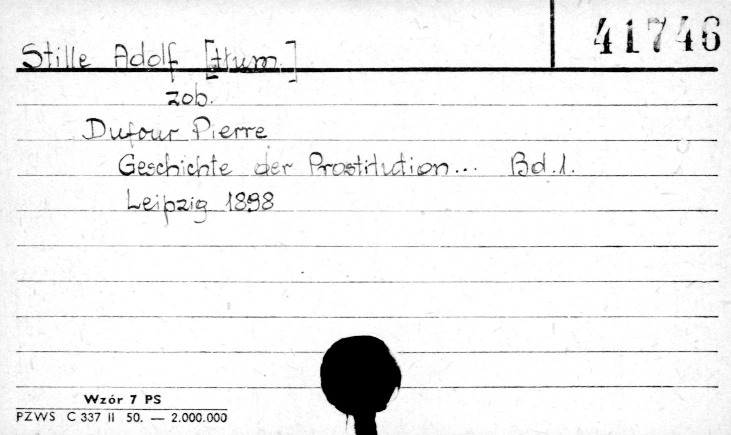 41746
Stille Adolf [tłum.]
zob.
Dufour Pierre
Geschichte der Prostitution... Bd.1.
Leipzig 1898
Wzór 7 PS
PZWS C 337 II 50. — 2.000.000